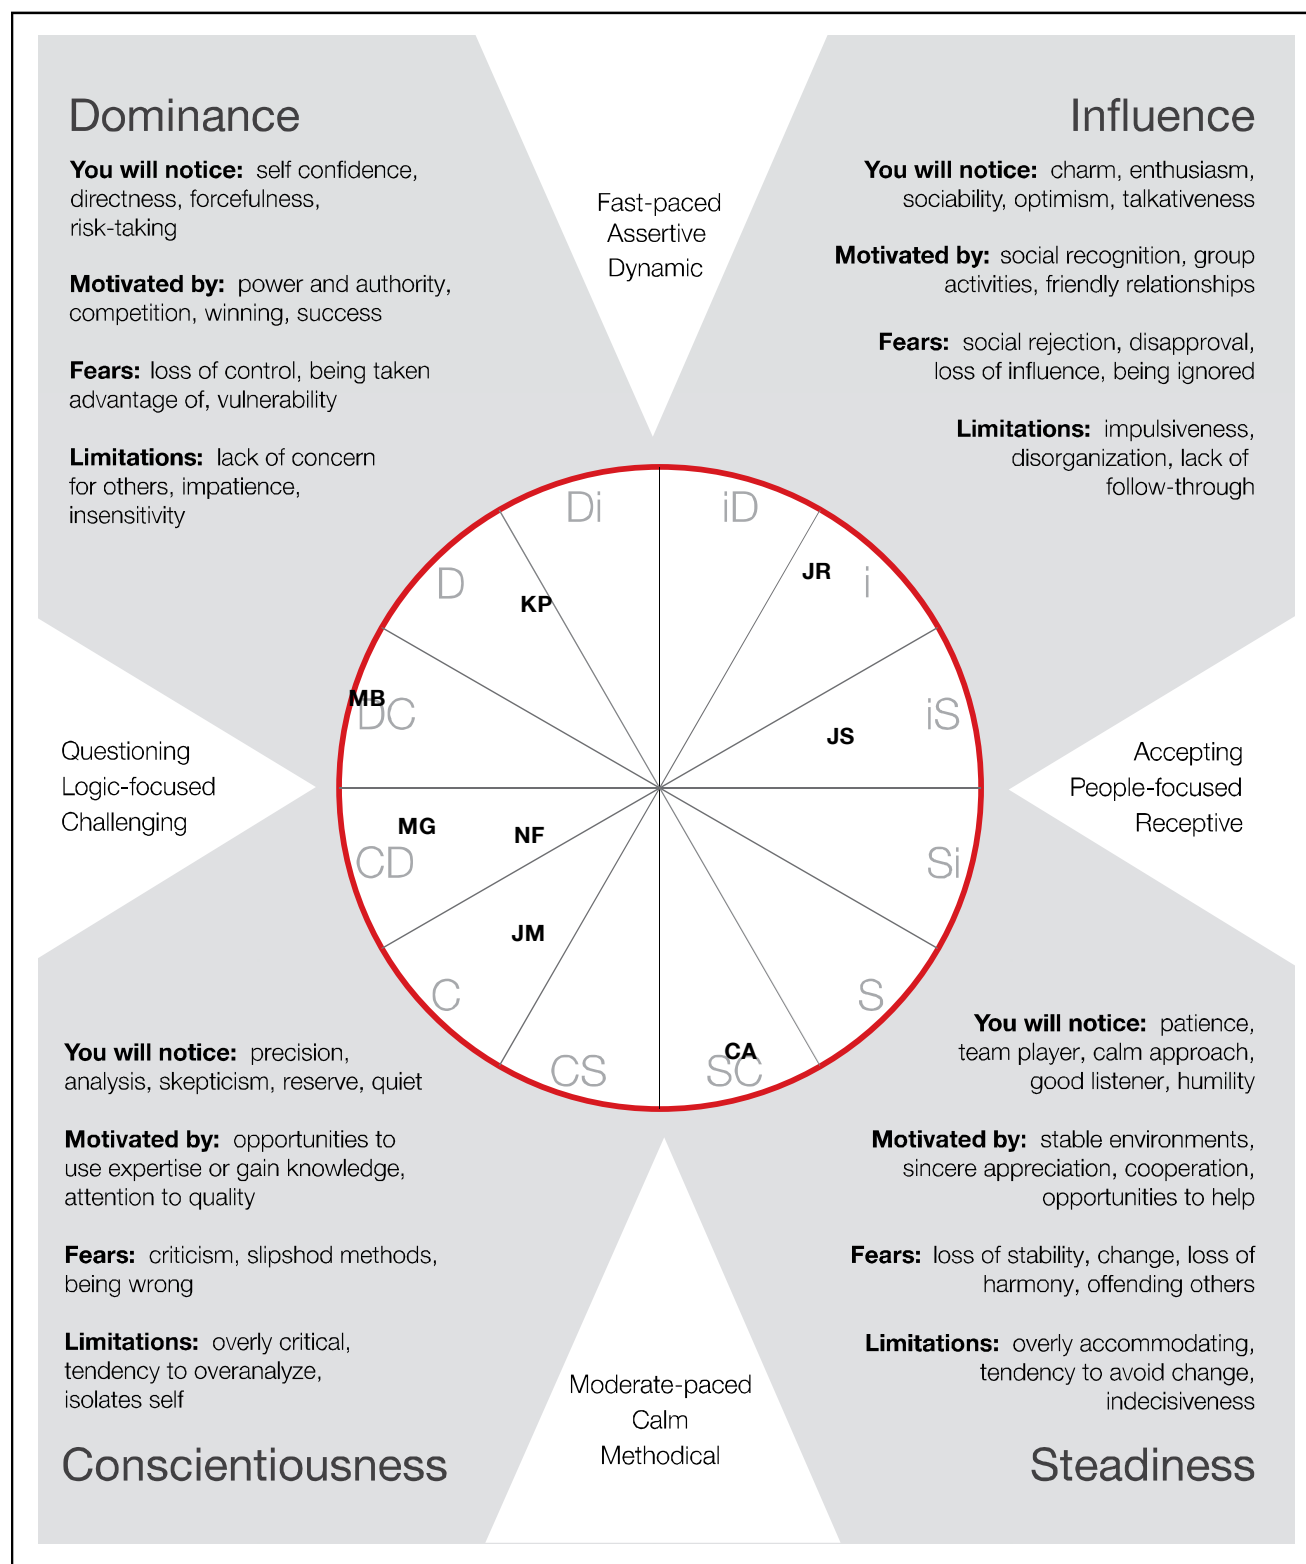 Dominance
You will notice: self confidence,
directness, forcefulness,
risk-taking
Motivated by: power and authority,
competition, winning, success
Fears: loss of control, being taken
advantage of, vulnerability
Limitations: lack of concern
for others, impatience,
insensitivity
Fast-paced
Assertive
Dynamic
Influence
You will notice: charm, enthusiasm,
sociability, optimism, talkativeness
Motivated by: social recognition, group
activities, friendly relationships
Fears: social rejection, disapproval,
loss of influence, being ignored
Limitations: impulsiveness,
disorganization, lack of
follow-through
Di
iD
D
KP
JR
i
MB
DC
JS
iS
Questioning
Logic-focused
Challenging
Accepting
People-focused
Receptive
MG
NF
CD
Si
JM
C
S
CS
CA
SC
You will notice: precision,
analysis, skepticism, reserve, quiet
Motivated by: opportunities to
use expertise or gain knowledge,
attention to quality
Fears: criticism, slipshod methods,
being wrong
Limitations: overly critical,
tendency to overanalyze,
isolates self
Conscientiousness
Moderate-paced
Calm
Methodical
You will notice: patience,
team player, calm approach,
good listener, humility
Motivated by: stable environments,
sincere appreciation, cooperation,
opportunities to help
Fears: loss of stability, change, loss of
harmony, offending others
Limitations: overly accommodating,
tendency to avoid change,
indecisiveness
Steadiness